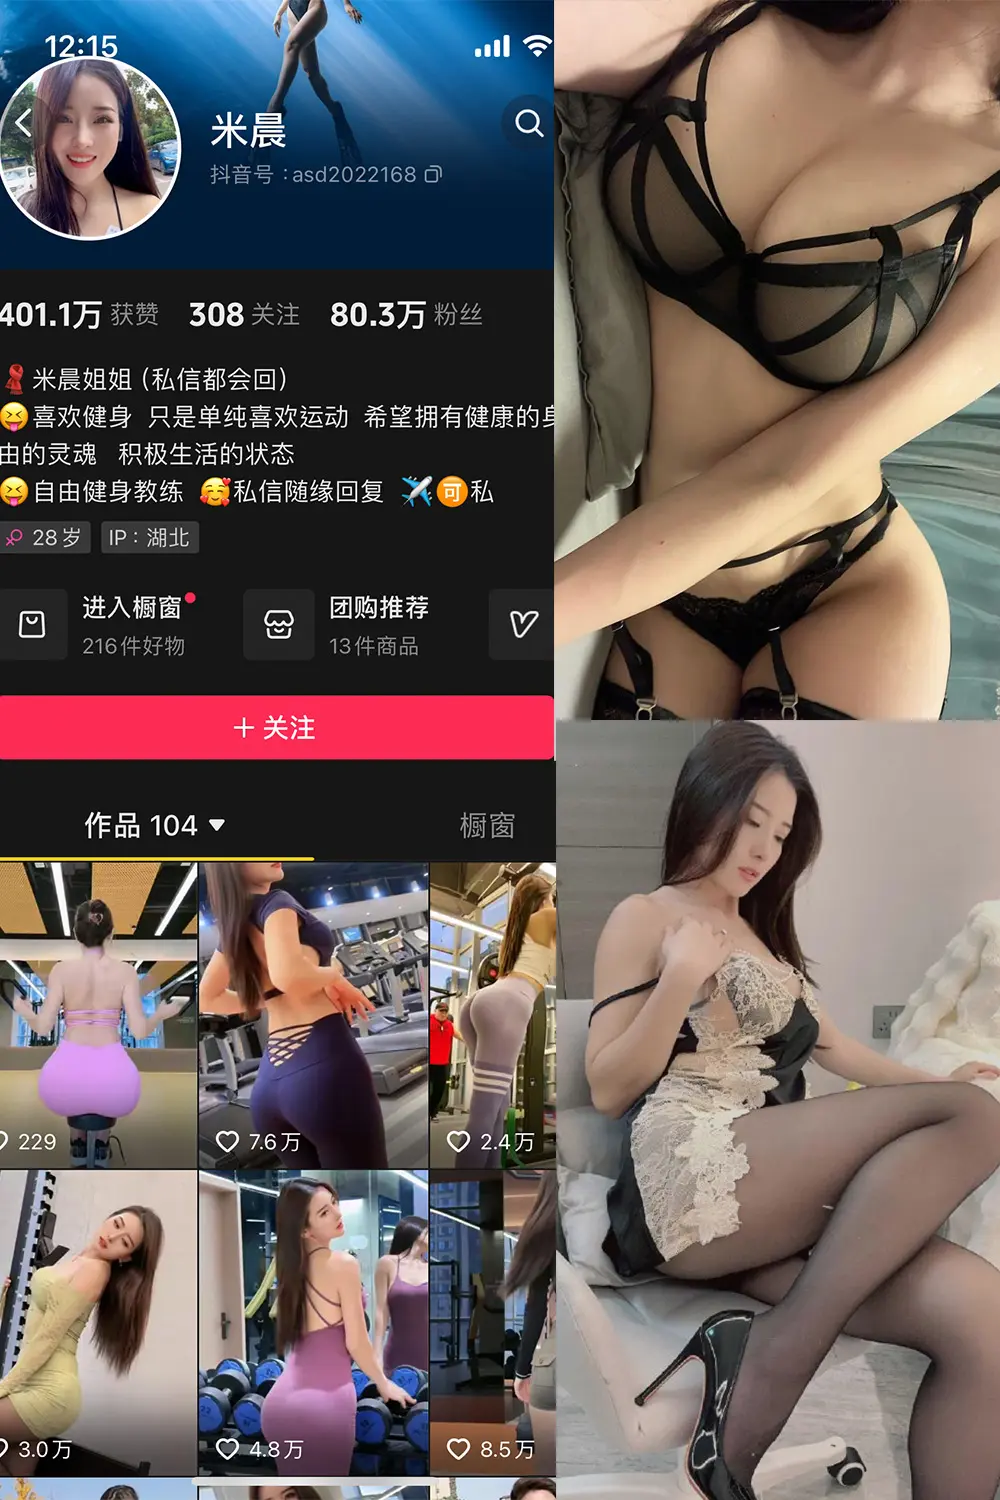 12:15
米晨
抖音号：asd2022168
401.1万 获赞 308 关注 80.3万 粉丝
米晨姐姐 (私信都会回)
喜欢健身 只是单纯喜欢运动 希望拥有健康的身
由的灵魂 积极生活的状态
自由健身教练 🥰私信随缘回复 ✈️🉑私
28岁 IP：湖北
进入橱窗
216件好物
团购推荐
13件商品
+ 关注
作品 104 橱窗
229 7.6万 2.4万
3.0万 4.8万 8.5万